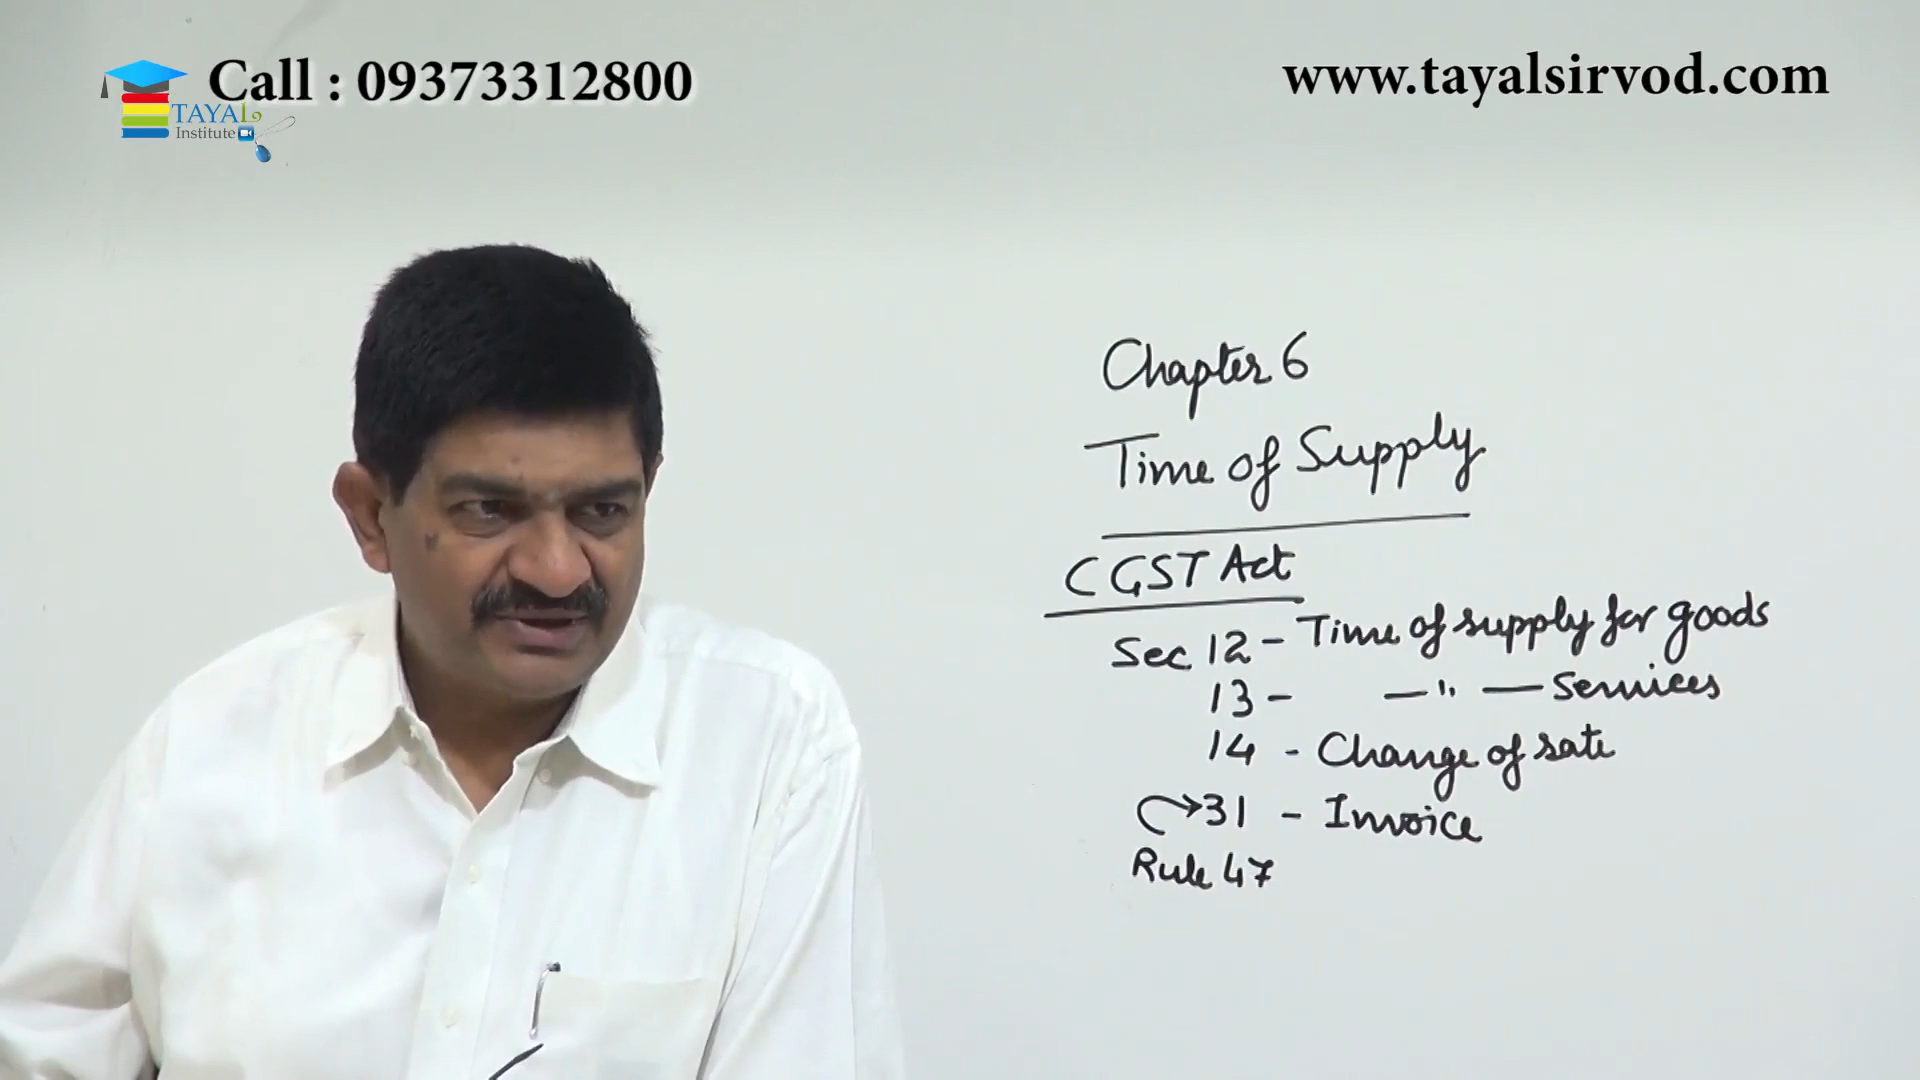 Call : 09373312800
www.tayalsirvod.com
TAYAL
Institute
Chapter 6
Time of Supply
CGST Act
Sec 12 - Time of supply for goods
13 - — " — Services
14 - Change of rate
→ 31 - Invoice
Rule 47